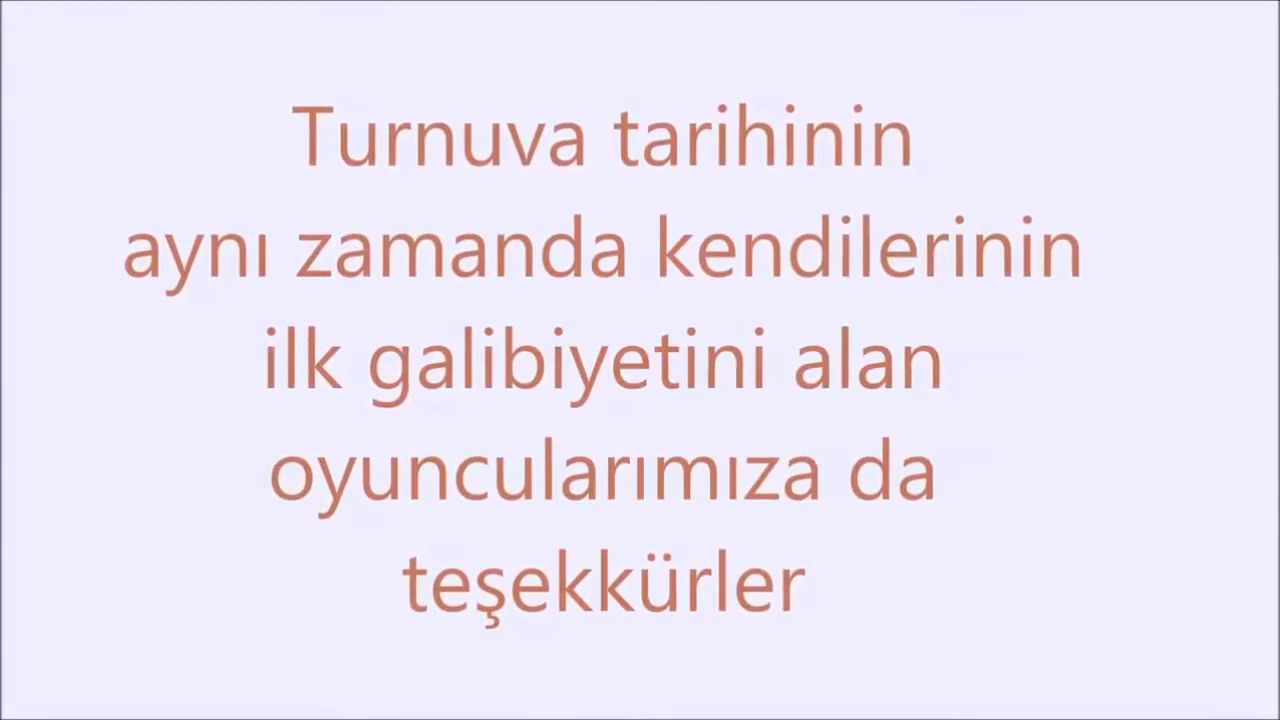 Turnuva tarihinin
aynı zamanda kendilerinin
ilk galibiyetini alan
oyuncularımıza da
teşekkürler